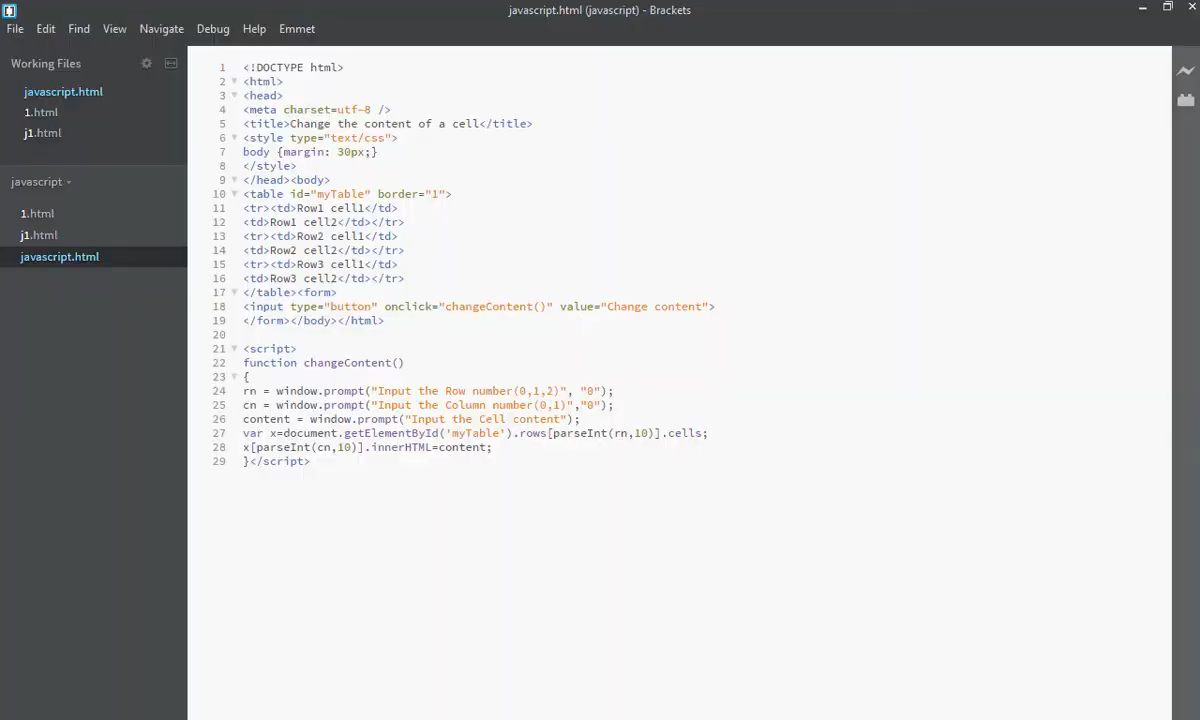 javascript.html (javascript) - Brackets
File Edit Find View Navigate Debug Help Emmet
Working Files
javascript.html
1.html
j1.html
javascript
1.html
j1.html
javascript.html
1 <!DOCTYPE html>
2 <html>
3 <head>
4 <meta charset=utf-8 />
5 <title>Change the content of a cell</title>
6 <style type="text/css">
7 body {margin: 30px;}
8 </style>
9 </head><body>
10 <table id="myTable" border="1">
11 <tr><td>Row1 cell1</td>
12 <td>Row1 cell2</td></tr>
13 <tr><td>Row2 cell1</td>
14 <td>Row2 cell2</td></tr>
15 <tr><td>Row3 cell1</td>
16 <td>Row3 cell2</td></tr>
17 </table><form>
18 <input type="button" onclick="changeContent()" value="Change content">
19 </form></body></html>
20
21 <script>
22 function changeContent()
23 {
24 rn = window.prompt("Input the Row number(0,1,2)", "0");
25 cn = window.prompt("Input the Column number(0,1)","0");
26 content = window.prompt("Input the Cell content");
27 var x=document.getElementById('myTable').rows[parseInt(rn,10)].cells;
28 x[parseInt(cn,10)].innerHTML=content;
29 }</script>